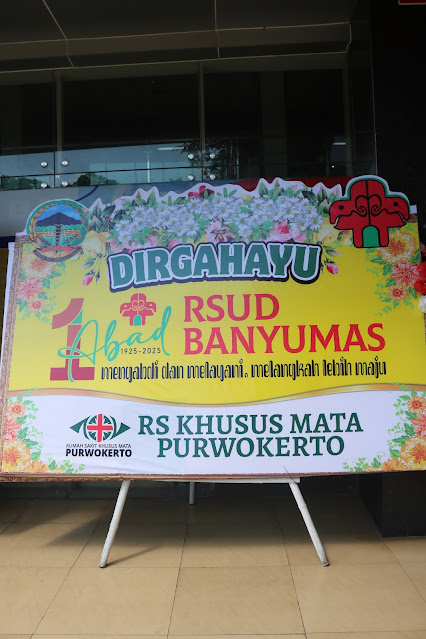 DIRGAHAYU
1 Abad
1925-2025
RSUD
BANYUMAS
mengabdi dan melayani. melangkah lebih maju
RUMAH SAKIT KHUSUS MATA
PURWOKERTO
RS KHUSUS MATA
PURWOKERTO